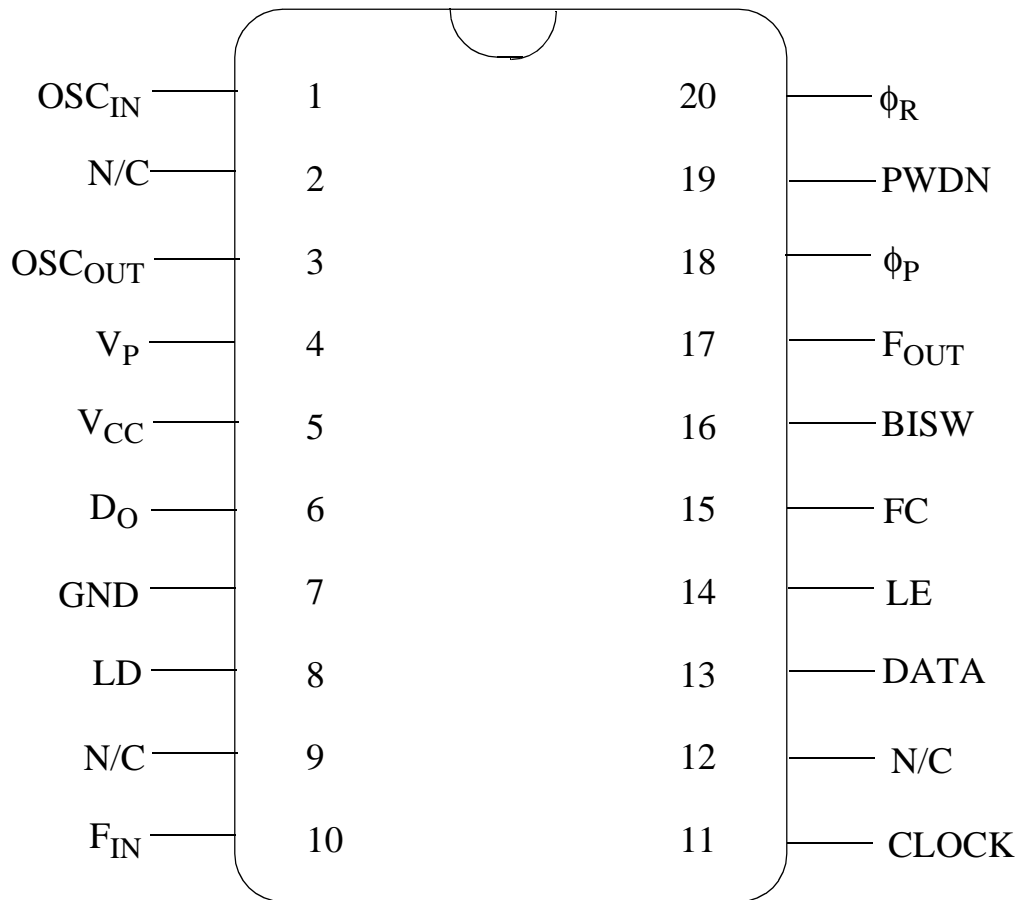 OSC_IN 1 20 ϕ_R
N/C 2 19 PWDN
OSC_OUT 3 18 ϕ_P
V_P 4 17 F_OUT
V_CC 5 16 BISW
D_O 6 15 FC
GND 7 14 LE
LD 8 13 DATA
N/C 9 12 N/C
F_IN 10 11 CLOCK